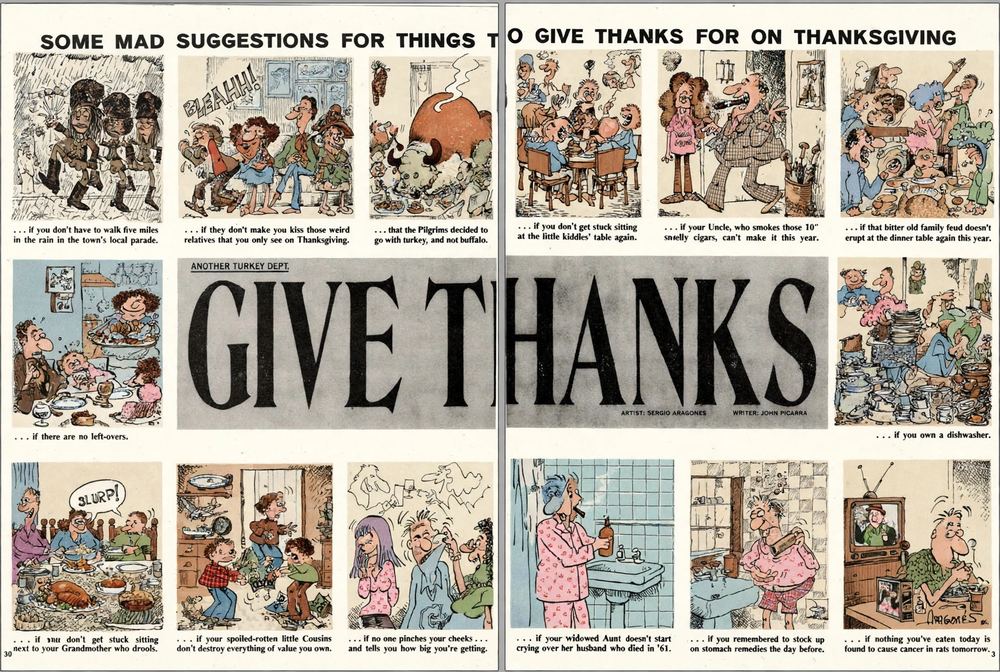 SOME MAD SUGGESTIONS FOR THINGS TO GIVE THANKS FOR ON THANKSGIVING
BLEAHH!
... if you don't have to walk five miles
in the rain in the town's local parade.
... if they don't make you kiss those weird
relatives that you only see on Thanksgiving.
... that the Pilgrims decided to
go with turkey, and not buffalo.
... if you don't get stuck sitting
at the little kiddles' table again.
... if your Uncle, who smokes those 10"
smelly cigars, can't make it this year.
... if that bitter old family feud doesn't
erupt at the dinner table again this year.
ANOTHER TURKEY DEPT.
GIVE THANKS
ARTIST: SERGIO ARAGONES
WRITER: JOHN PICARRA
... if there are no left-overs.
... if you own a dishwasher.
SLURP!
... if you don't get stuck sitting
next to your Grandmother who drools.
... if your spoiled-rotten little Cousins
don't destroy everything of value you own.
... if no one pinches your cheeks ...
and tells you how big you're getting.
... if your widowed Aunt doesn't start
crying over her husband who died in '61.
... if you remembered to stock up
on stomach remedies the day before.
ARAGONES
... if nothing you've eaten today is
found to cause cancer in rats tomorrow.
30
3